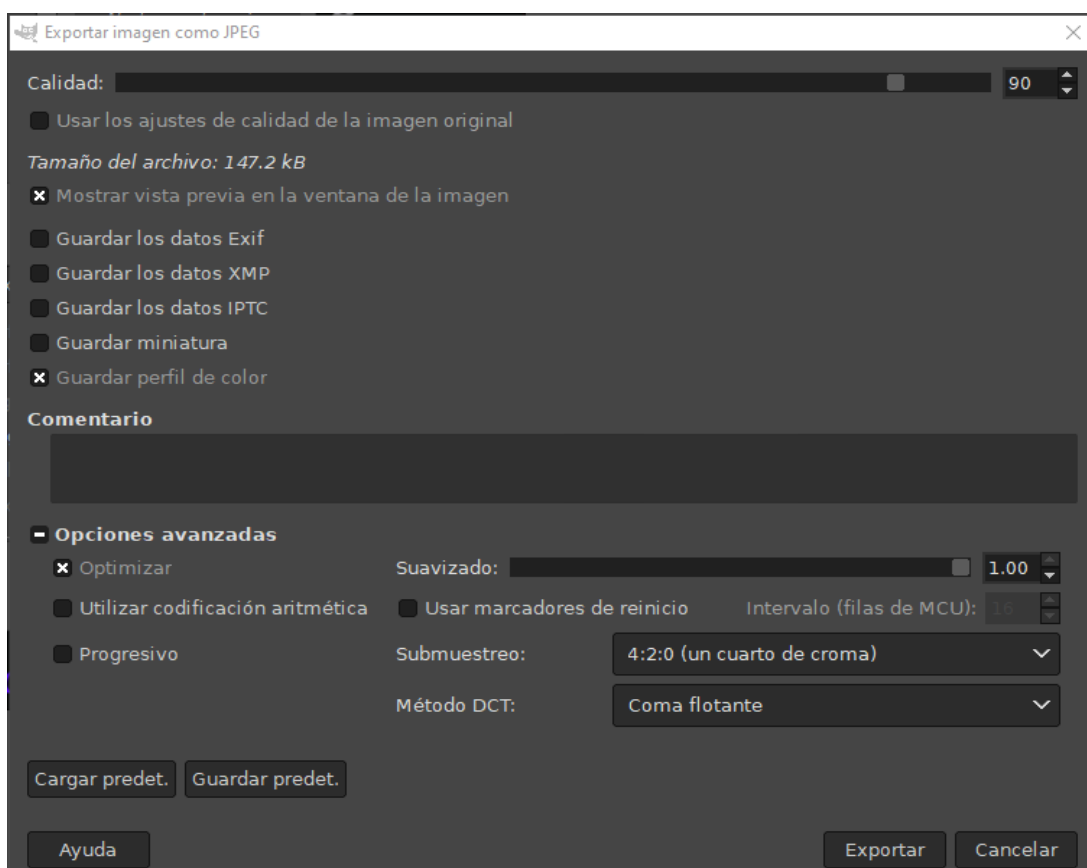 Exportar imagen como JPEG
Calidad: 90
Usar los ajustes de calidad de la imagen original
Tamaño del archivo: 147.2 kB
Mostrar vista previa en la ventana de la imagen
Guardar los datos Exif
Guardar los datos XMP
Guardar los datos IPTC
Guardar miniatura
Guardar perfil de color
Comentario
Opciones avanzadas
Optimizar Suavizado: 1.00
Utilizar codificación aritmética Usar marcadores de reinicio Intervalo (filas de MCU): 16
Progresivo Submuestreo: 4:2:0 (un cuarto de croma)
Método DCT: Coma flotante
Cargar predet. Guardar predet.
Ayuda Exportar Cancelar